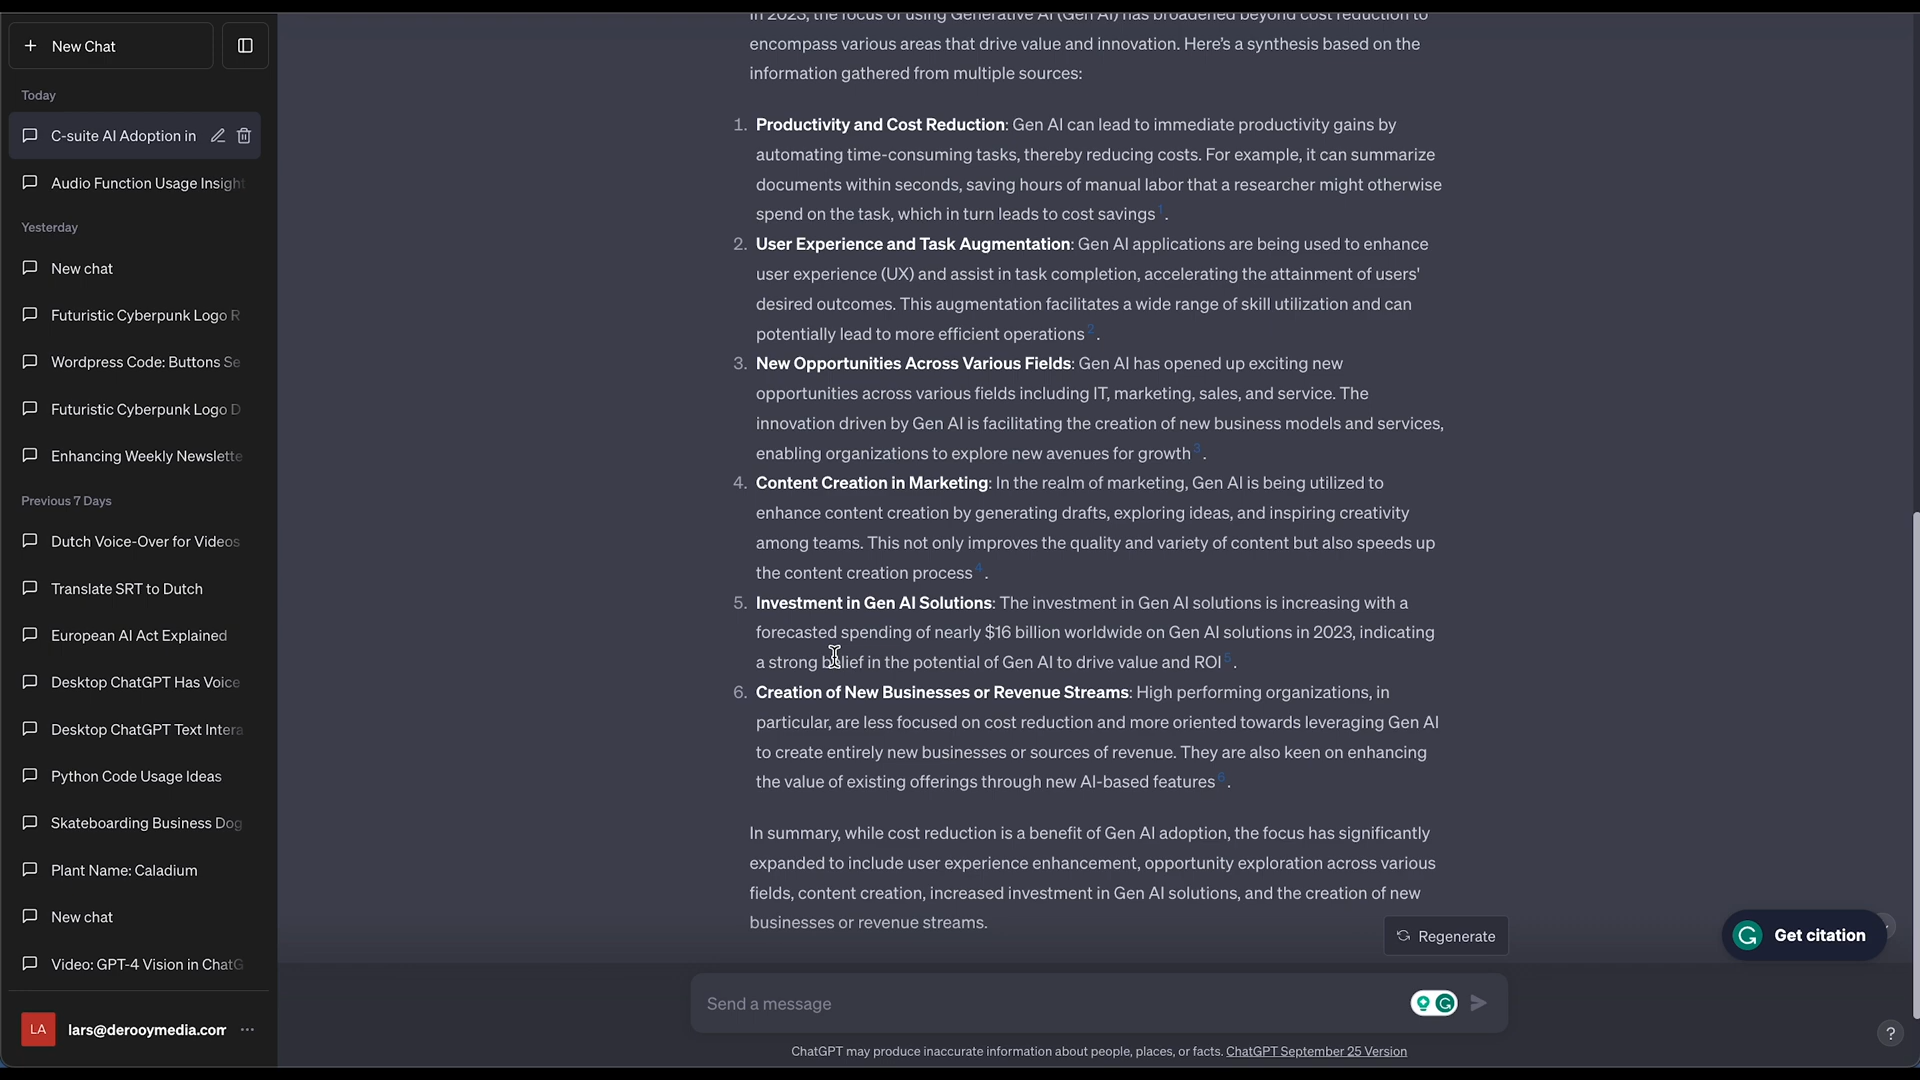 New Chat
Today
C-suite AI Adoption in
Audio Function Usage Insight
Yesterday
New chat
Futuristic Cyberpunk Logo R
Wordpress Code: Buttons Se
Futuristic Cyberpunk Logo D
Enhancing Weekly Newslette
Previous 7 Days
Dutch Voice-Over for Videos
Translate SRT to Dutch
European AI Act Explained
Desktop ChatGPT Has Voice
Desktop ChatGPT Text Intera
Python Code Usage Ideas
Skateboarding Business Dog
Plant Name: Caladium
New chat
Video: GPT-4 Vision in ChatG
LA lars@derooymedia.com
In 2023, the focus of using Generative AI (Gen AI) has broadened beyond cost reduction to
encompass various areas that drive value and innovation. Here's a synthesis based on the
information gathered from multiple sources:
1. Productivity and Cost Reduction: Gen AI can lead to immediate productivity gains by
automating time-consuming tasks, thereby reducing costs. For example, it can summarize
documents within seconds, saving hours of manual labor that a researcher might otherwise
spend on the task, which in turn leads to cost savings 1.
2. User Experience and Task Augmentation: Gen AI applications are being used to enhance
user experience (UX) and assist in task completion, accelerating the attainment of users'
desired outcomes. This augmentation facilitates a wide range of skill utilization and can
potentially lead to more efficient operations 2.
3. New Opportunities Across Various Fields: Gen AI has opened up exciting new
opportunities across various fields including IT, marketing, sales, and service. The
innovation driven by Gen AI is facilitating the creation of new business models and services,
enabling organizations to explore new avenues for growth 3.
4. Content Creation in Marketing: In the realm of marketing, Gen AI is being utilized to
enhance content creation by generating drafts, exploring ideas, and inspiring creativity
among teams. This not only improves the quality and variety of content but also speeds up
the content creation process 4.
5. Investment in Gen AI Solutions: The investment in Gen AI solutions is increasing with a
forecasted spending of nearly $16 billion worldwide on Gen AI solutions in 2023, indicating
a strong belief in the potential of Gen AI to drive value and ROI 5.
6. Creation of New Businesses or Revenue Streams: High performing organizations, in
particular, are less focused on cost reduction and more oriented towards leveraging Gen AI
to create entirely new businesses or sources of revenue. They are also keen on enhancing
the value of existing offerings through new AI-based features 6.
In summary, while cost reduction is a benefit of Gen AI adoption, the focus has significantly
expanded to include user experience enhancement, opportunity exploration across various
fields, content creation, increased investment in Gen AI solutions, and the creation of new
businesses or revenue streams.
Regenerate
Get citation
Send a message
ChatGPT may produce inaccurate information about people, places, or facts. ChatGPT September 25 Version
?